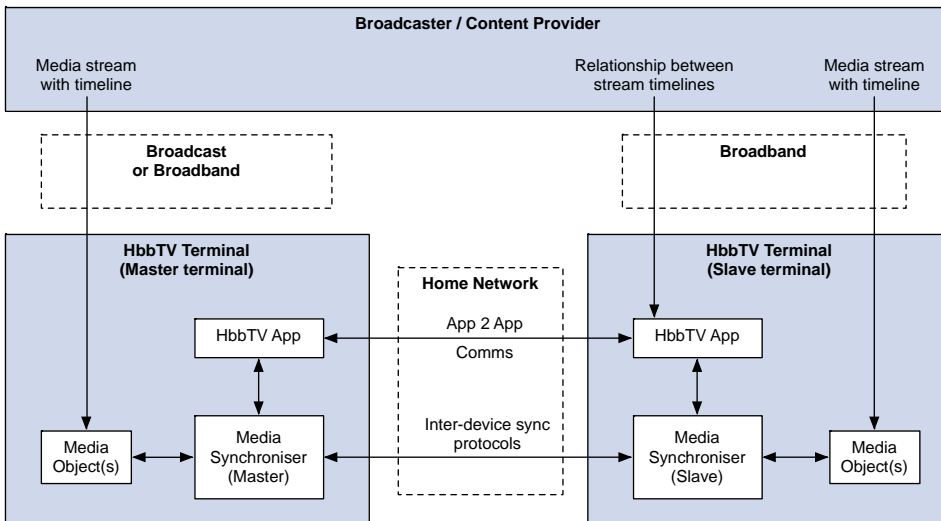 Broadcaster / Content Provider
Media stream
with timeline
Relationship between
stream timelines
Media stream
with timeline
Broadcast
or Broadband
Broadband
HbbTV Terminal
(Master terminal)
Home Network
HbbTV Terminal
(Slave terminal)
HbbTV App
App 2 App
Comms
HbbTV App
Media
Object(s)
Media
Synchroniser
(Master)
Inter-device sync
protocols
Media
Synchroniser
(Slave)
Media
Object(s)